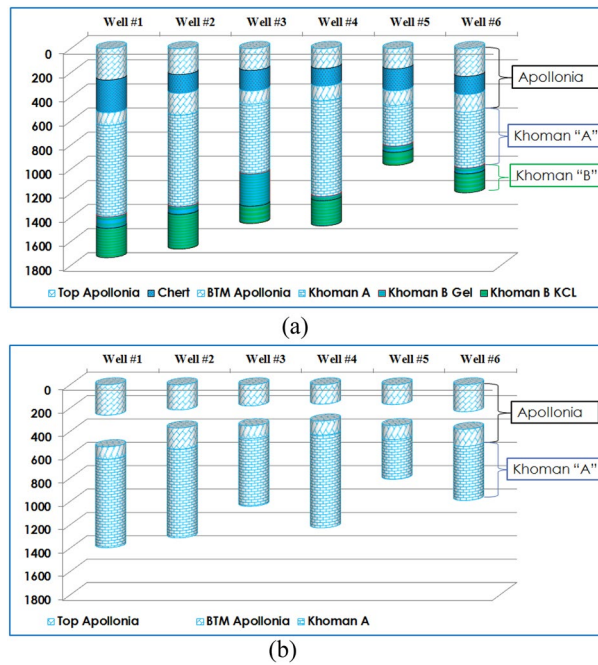 Well #1 Well #2 Well #3 Well #4 Well #5 Well #6
0
200
400
600
800
1000
1200
1400
1600
1800
Apollonia
Khoman “A”
Khoman “B”
Top Apollonia Chert BTM Apollonia Khoman A Khoman B Gel Khoman B KCL
(a)
Well #1 Well #2 Well #3 Well #4 Well #5 Well #6
0
200
400
600
800
1000
1200
1400
1600
1800
Apollonia
Khoman “A”
Top Apollonia BTM Apollonia Khoman A
(b)